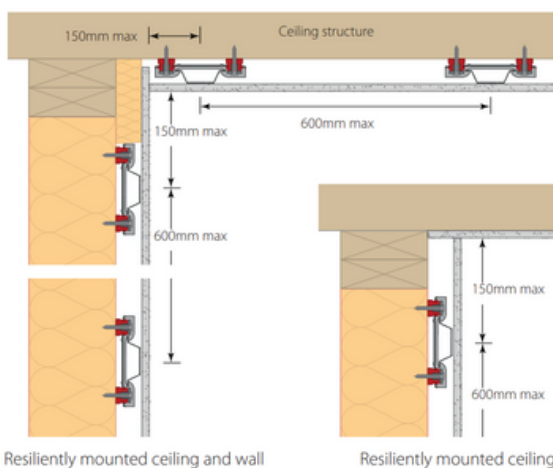 150mm max
Ceiling structure
600mm max
150mm max
600mm max
150mm max
600mm max
Resiliently mounted ceiling and wall
Resiliently mounted ceiling